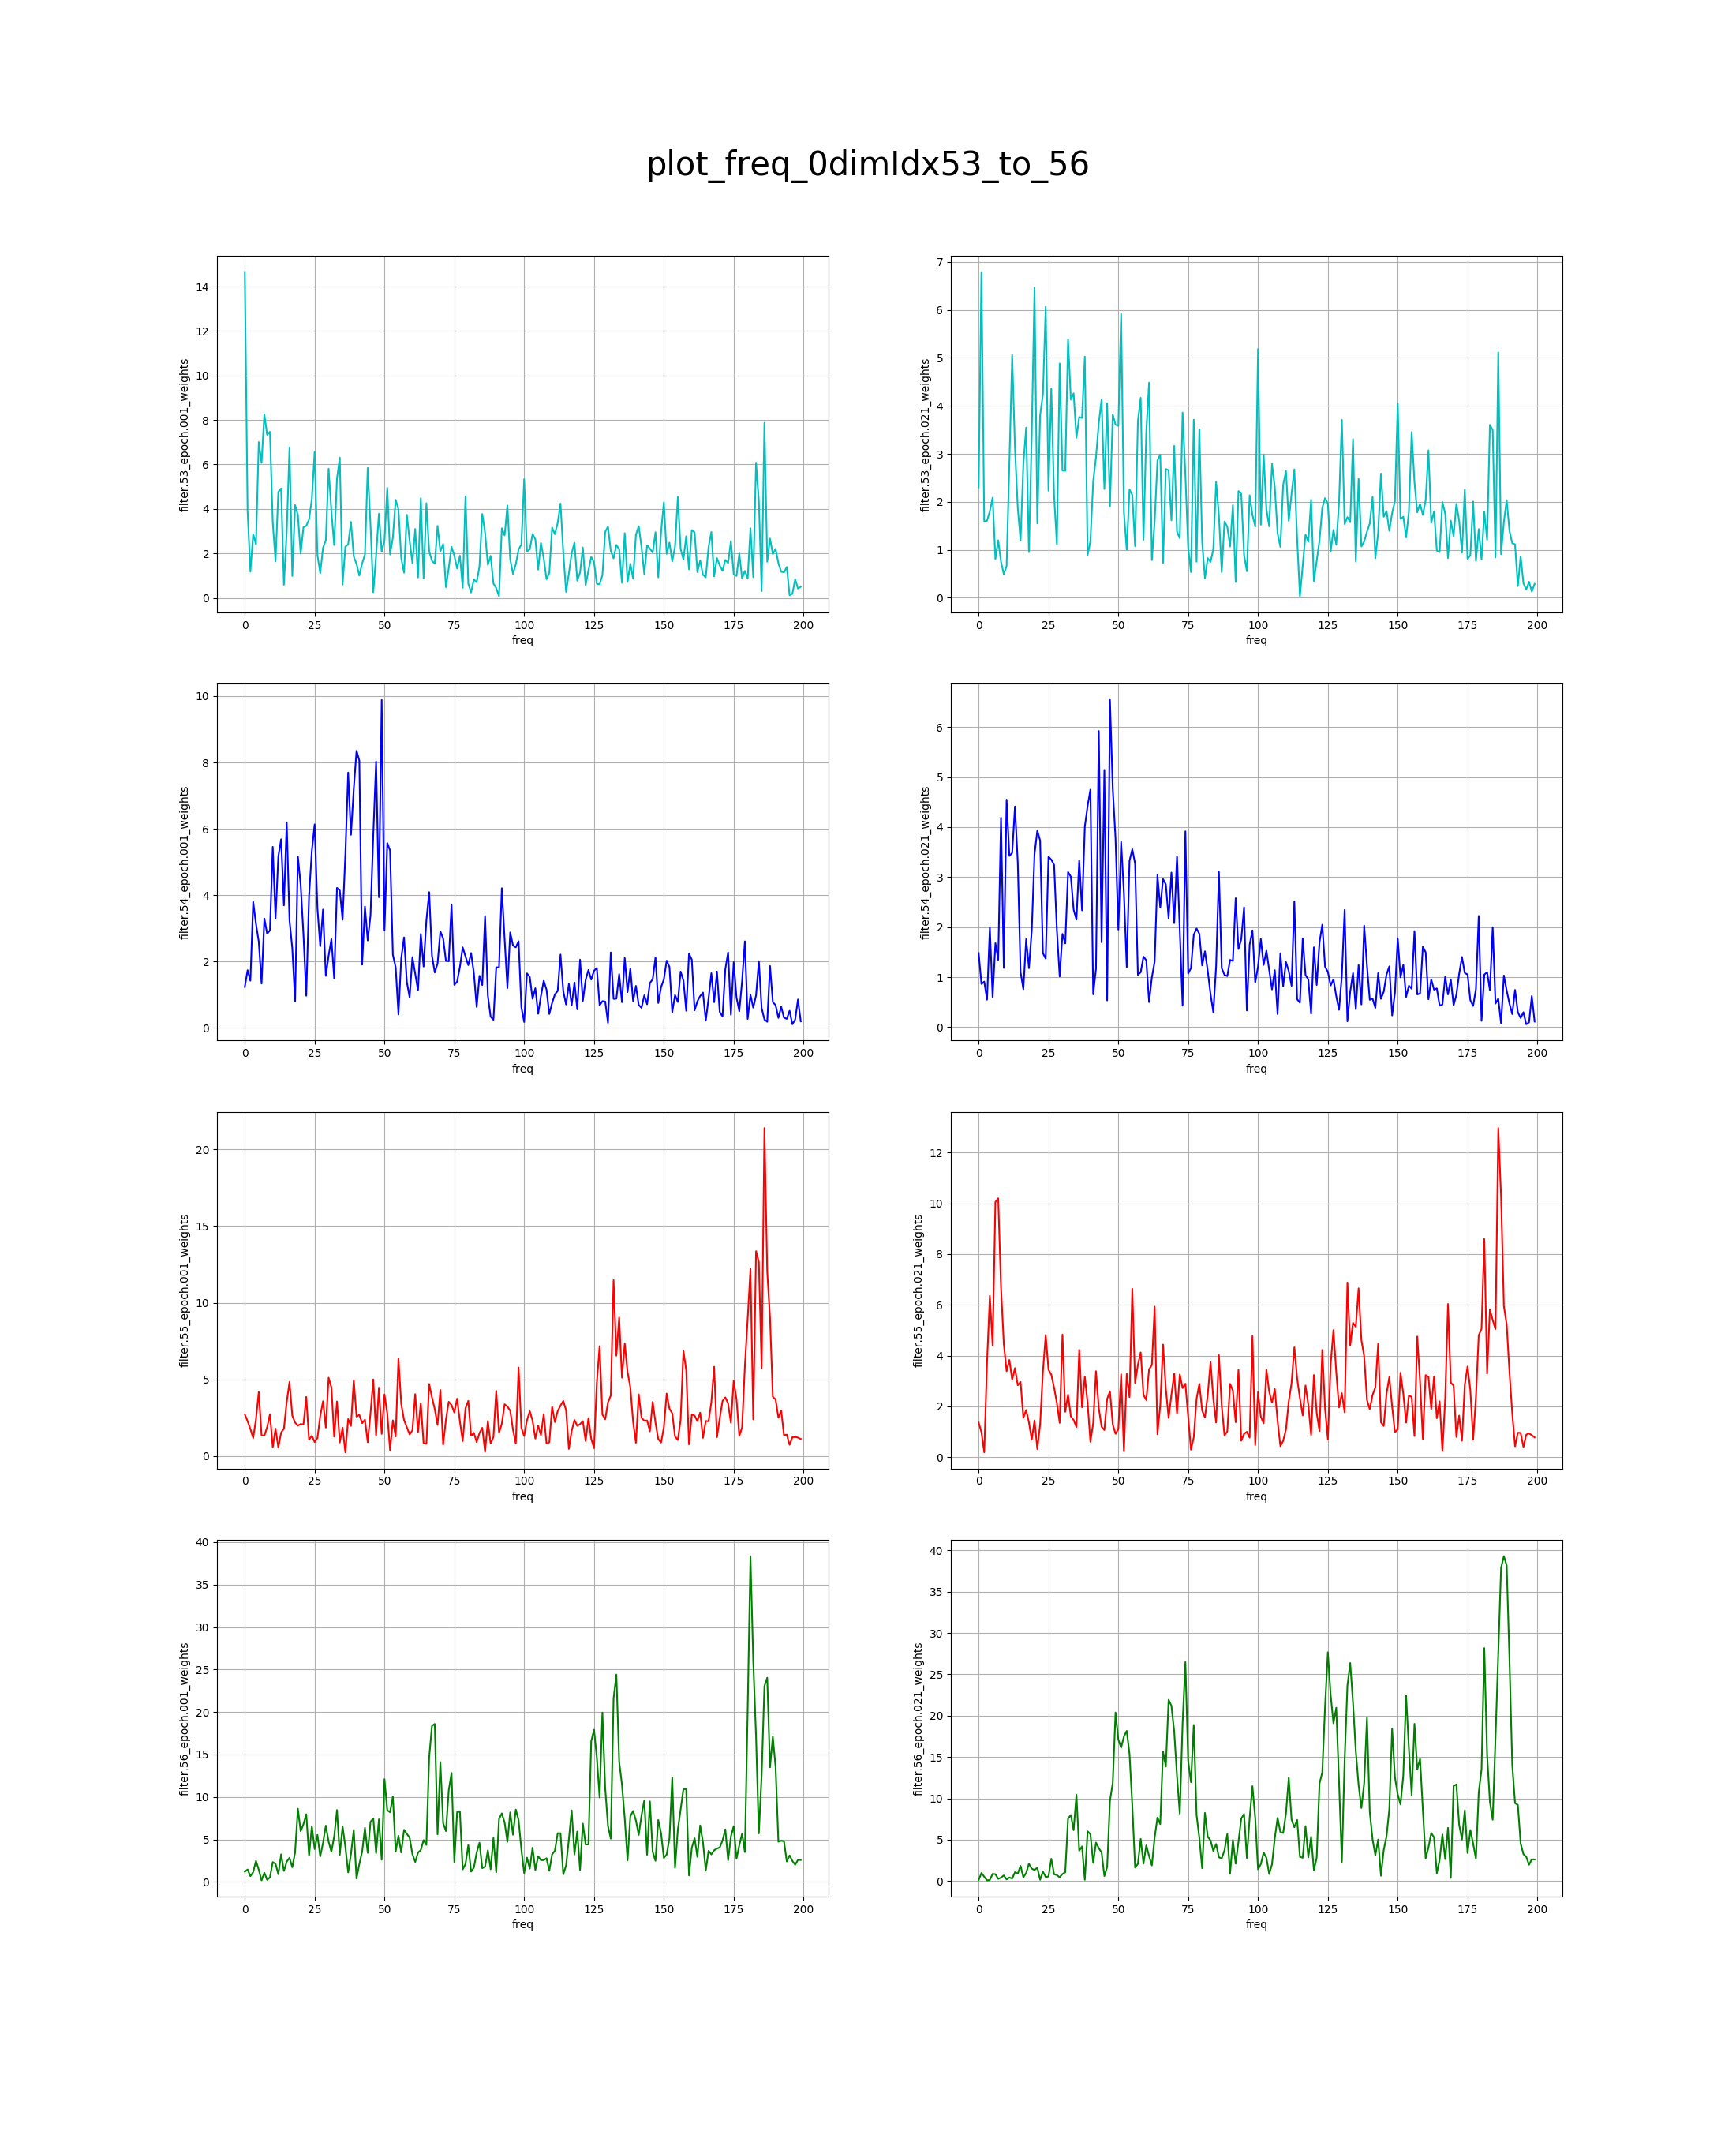 plot_freq_0dimIdx53_to_56
filter.53_epoch.001_weights
14
12
10
8
6
4
2
0
0 25 50 75 100 125 150 175 200
freq
filter.53_epoch.021_weights
7
6
5
4
3
2
1
0
0 25 50 75 100 125 150 175 200
freq
filter.54_epoch.001_weights
10
8
6
4
2
0
0 25 50 75 100 125 150 175 200
freq
filter.54_epoch.021_weights
6
5
4
3
2
1
0
0 25 50 75 100 125 150 175 200
freq
filter.55_epoch.001_weights
20
15
10
5
0
0 25 50 75 100 125 150 175 200
freq
filter.55_epoch.021_weights
12
10
8
6
4
2
0
0 25 50 75 100 125 150 175 200
freq
filter.56_epoch.001_weights
40
35
30
25
20
15
10
5
0
0 25 50 75 100 125 150 175 200
freq
filter.56_epoch.021_weights
40
35
30
25
20
15
10
5
0
0 25 50 75 100 125 150 175 200
freq